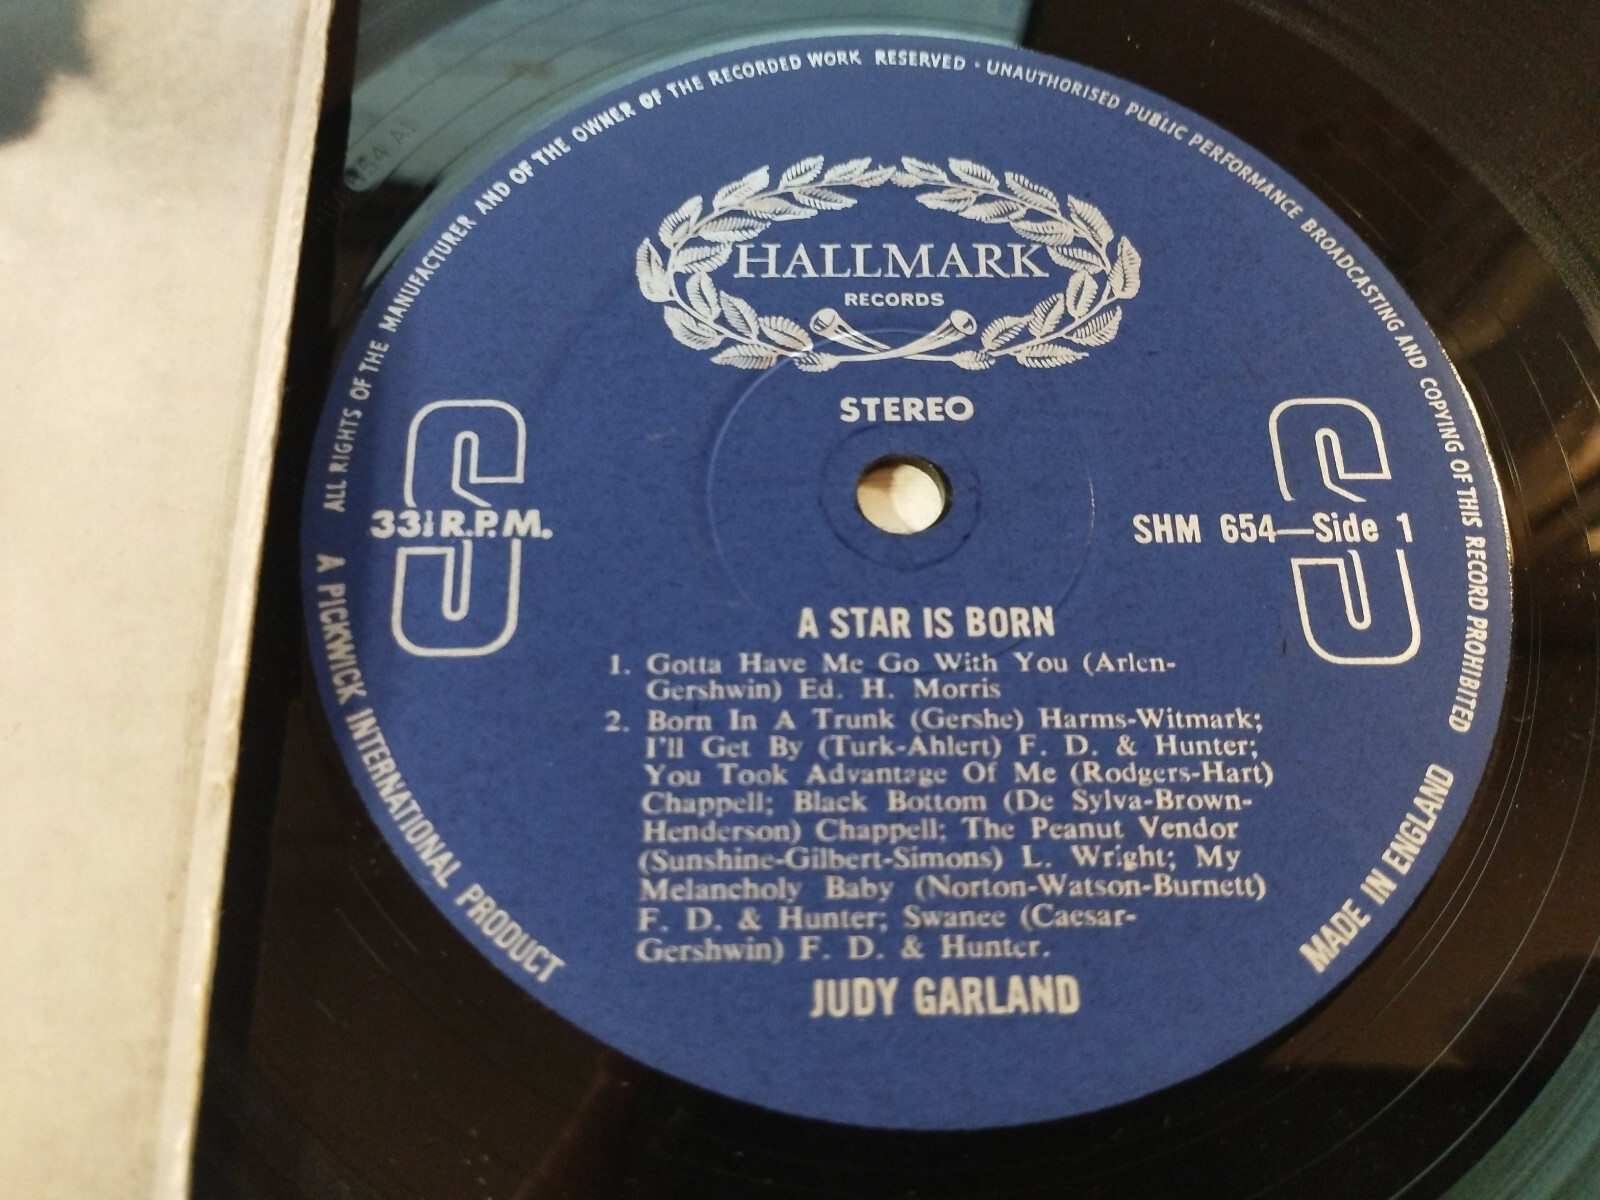 ALL RIGHTS OF THE MANUFACTURER AND OF THE OWNER OF THE RECORDED WORK RESERVED · UNAUTHORISED PUBLIC PERFORMANCE BROADCASTING AND COPYING OF THIS RECORD PROHIBITED
HALLMARK
RECORDS
STEREO
33⅓ R.P.M.
SHM 654—Side 1
A STAR IS BORN
1. Gotta Have Me Go With You (Arlen-
Gershwin) Ed. H. Morris
2. Born In A Trunk (Gershe) Harms-Witmark;
I'll Get By (Turk-Ahlert) F. D. & Hunter;
You Took Advantage Of Me (Rodgers-Hart)
Chappell; Black Bottom (De Sylva-Brown-
Henderson) Chappell; The Peanut Vendor
(Sunshine-Gilbert-Simons) L. Wright; My
Melancholy Baby (Norton-Watson-Burnett)
F. D. & Hunter; Swanee (Caesar-
Gershwin) F. D. & Hunter.
JUDY GARLAND
A PICKWICK INTERNATIONAL PRODUCT
MADE IN ENGLAND